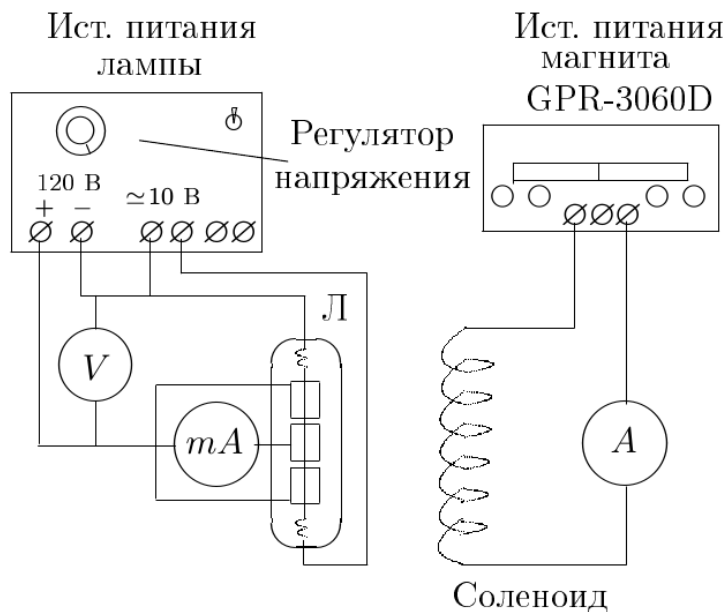 Ист. питания
лампы
Ист. питания
магнита
GPR-3060D
Регулятор
напряжения
120 В
+ −
≃10 В
Л
V
mA
A
Соленоид